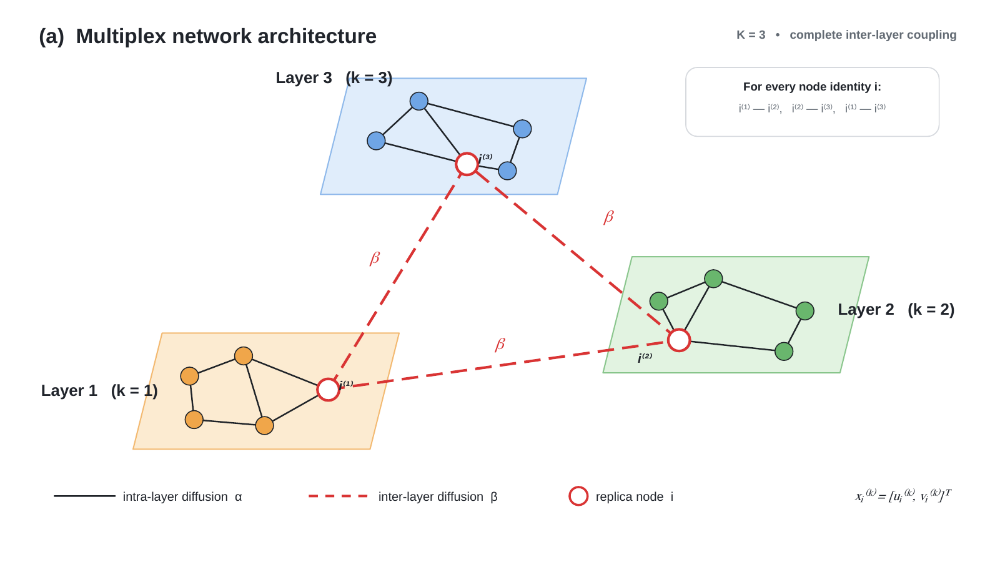 (a) Multiplex network architecture
K = 3 • complete inter-layer coupling
Layer 3 (k = 3)
For every node identity i:
i⁽¹⁾ — i⁽²⁾, i⁽²⁾ — i⁽³⁾, i⁽¹⁾ — i⁽³⁾
i⁽³⁾
β
β
Layer 2 (k = 2)
β
i⁽²⁾
i⁽¹⁾
Layer 1 (k = 1)
intra-layer diffusion α
inter-layer diffusion β
replica node i
xᵢ⁽ᵏ⁾ = [uᵢ⁽ᵏ⁾, vᵢ⁽ᵏ⁾]ᵀ